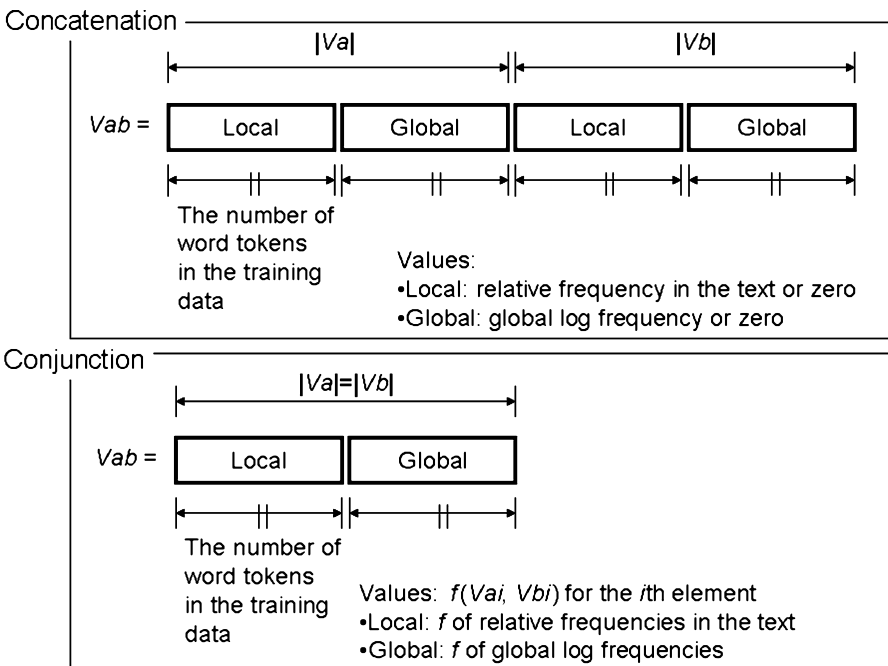 Concatenation
|Va| |Vb|
Vab = Local Global Local Global
The number of
word tokens
in the training
data
Values:
•Local: relative frequency in the text or zero
•Global: global log frequency or zero
Conjunction
|Va|=|Vb|
Vab = Local Global
The number of
word tokens
in the training
data
Values: f(Vai, Vbi) for the ith element
•Local: f of relative frequencies in the text
•Global: f of global log frequencies